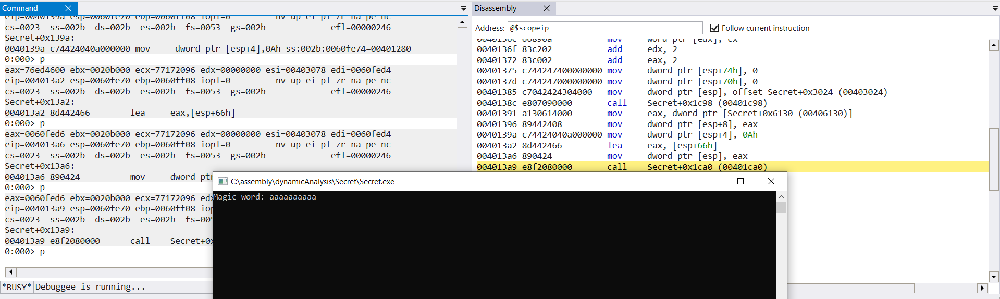 Command
eip=0040139a esp=0060fe70 ebp=0060ff08 iopl=0 nv up ei pl zr na pe nc
cs=0023 ss=002b ds=002b es=002b fs=0053 gs=002b efl=00000246
Secret+0x139a:
0040139a c74424040a000000 mov dword ptr [esp+4],0Ah ss:002b:0060fe74=00401280
0:000> p
eax=76ed4600 ebx=0020b000 ecx=77172096 edx=00000000 esi=00403078 edi=0060fed4
eip=004013a2 esp=0060fe70 ebp=0060ff08 iopl=0 nv up ei pl zr na pe nc
cs=0023 ss=002b ds=002b es=002b fs=0053 gs=002b efl=00000246
Secret+0x13a2:
004013a2 8d442466 lea eax,[esp+66h]
0:000> p
eax=0060fed6 ebx=0020b000 ecx=77172096 edx=00000000 esi=00403078 edi=0060fed4
eip=004013a6 esp=0060fe70 ebp=0060ff08 iopl=0 nv up ei pl zr na pe nc
cs=0023 ss=002b ds=002b es=002b fs=0053 gs=002b efl=00000246
Secret+0x13a6:
004013a6 890424 mov dword ptr
0:000> p
eax=0060fed6 ebx=0020b000 ecx=77172096 edx
eip=004013a9 esp=0060fe70 ebp=0060ff08 iop
cs=0023 ss=002b ds=002b es=002b fs=005
Secret+0x13a9:
004013a9 e8f2080000 call Secret+0x
0:000> p
*BUSY* Debuggee is running...
Disassembly
Address: @$scopeip Follow current instruction
0040136c 66890a mov word ptr [edx], cx
0040136f 83c202 add edx, 2
00401372 83c002 add eax, 2
00401375 c744247400000000 mov dword ptr [esp+74h], 0
0040137d c744247000000000 mov dword ptr [esp+70h], 0
00401385 c7042424304000 mov dword ptr [esp], offset Secret+0x3024 (00403024)
0040138c e807090000 call Secret+0x1c98 (00401c98)
00401391 a130614000 mov eax, dword ptr [Secret+0x6130 (00406130)]
00401396 89442408 mov dword ptr [esp+8], eax
0040139a c74424040a000000 mov dword ptr [esp+4], 0Ah
004013a2 8d442466 lea eax, [esp+66h]
004013a6 890424 mov dword ptr [esp], eax
004013a9 e8f2080000 call Secret+0x1ca0 (00401ca0)
C:\assembly\dynamicAnalysis\Secret\Secret.exe
Magic word: aaaaaaaaaa